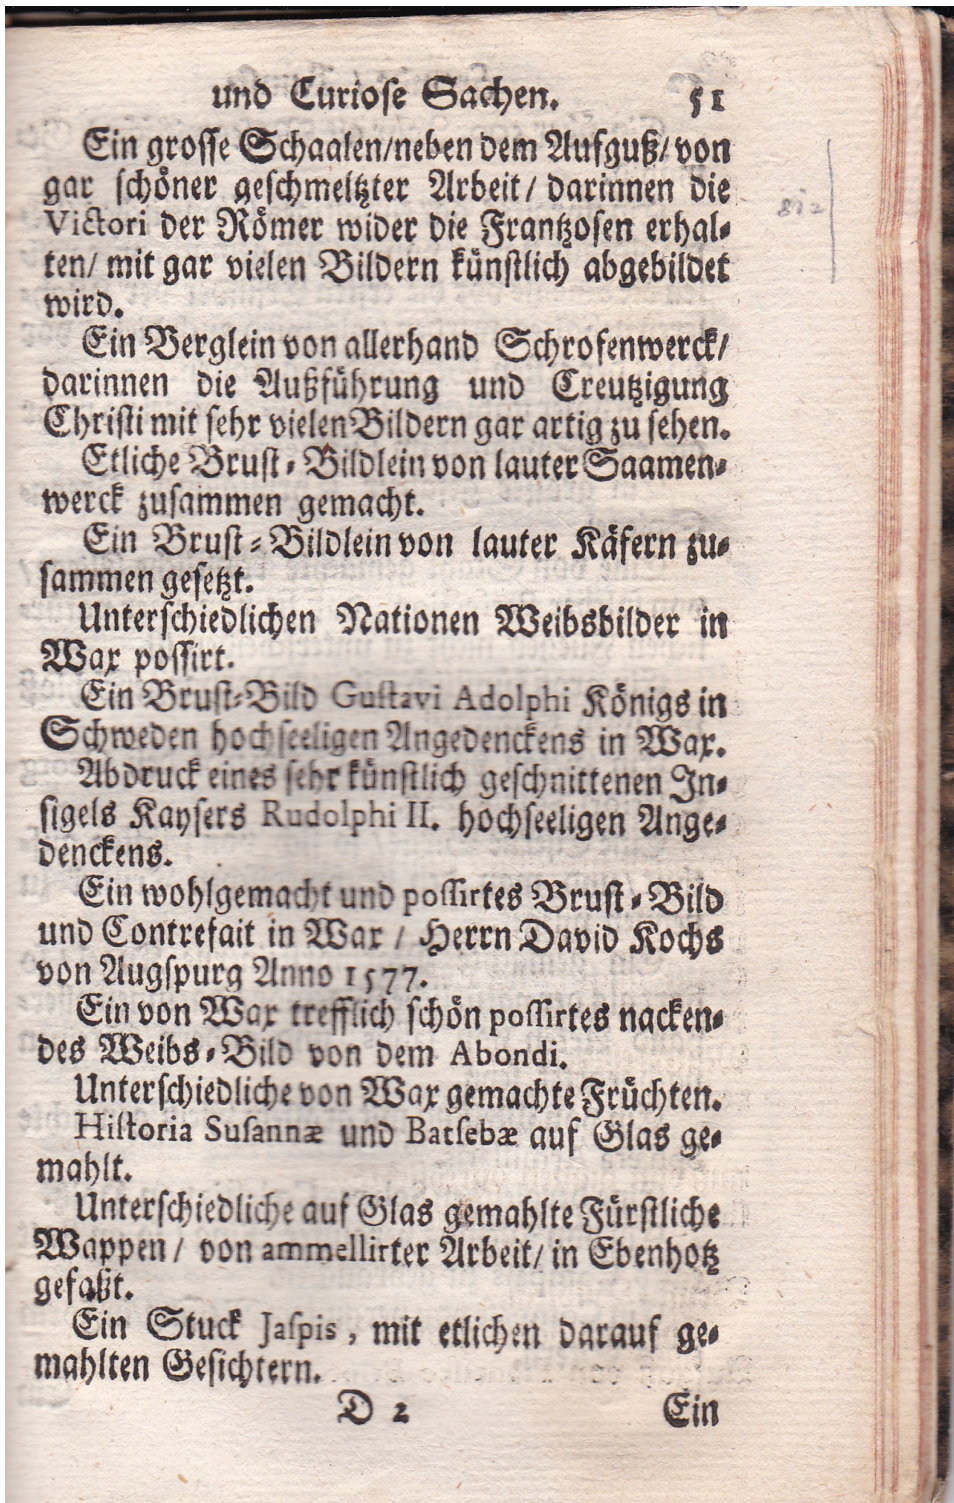 und Curiose Sachen. 51
Ein grosse Schaalen/neben dem Aufguß/ von
gar schöner geschmeltzter Arbeit/ darinnen die
Victori der Römer wider die Frantzosen erhal-
ten/ mit gar vielen Bildern künstlich abgebildet
wird.
Ein Berglein von allerhand Schrofenwerck/
darinnen die Außführung und Creutzigung
Christi mit sehr vielen Bildern gar artig zu sehen.
Etliche Brust-Bildlein von lauter Saamen-
werck zusammen gemacht.
Ein Brust-Bildlein von lauter Käfern zu-
sammen gesetzt.
Unterschiedlichen Nationen Weibsbilder in
Wax possirt.
Ein Brust-Bild Gustavi Adolphi Königs in
Schweden hochseeligen Angedenckens in Wax.
Abdruck eines sehr künstlich geschnittenen In-
sigels Kaysers Rudolphi II. hochseeligen Ange-
denckens.
Ein wohlgemacht und possirtes Brust-Bild
und Contrefait in Wax / Herrn David Kochs
von Augspurg Anno 1577.
Ein von Wax trefflich schön possirtes nacken-
des Weibs-Bild von dem Abondi.
Unterschiedliche von Wax gemachte Früchten.
Historia Susannæ und Batsebæ auf Glas ge-
mahlt.
Unterschiedliche auf Glas gemahlte Fürstliche
Wappen/ von ammellirter Arbeit/ in Ebenhotz
gefaßt.
Ein Stuck Jaspis, mit etlichen darauf ge-
mahlten Gesichtern.
D 2 Ein